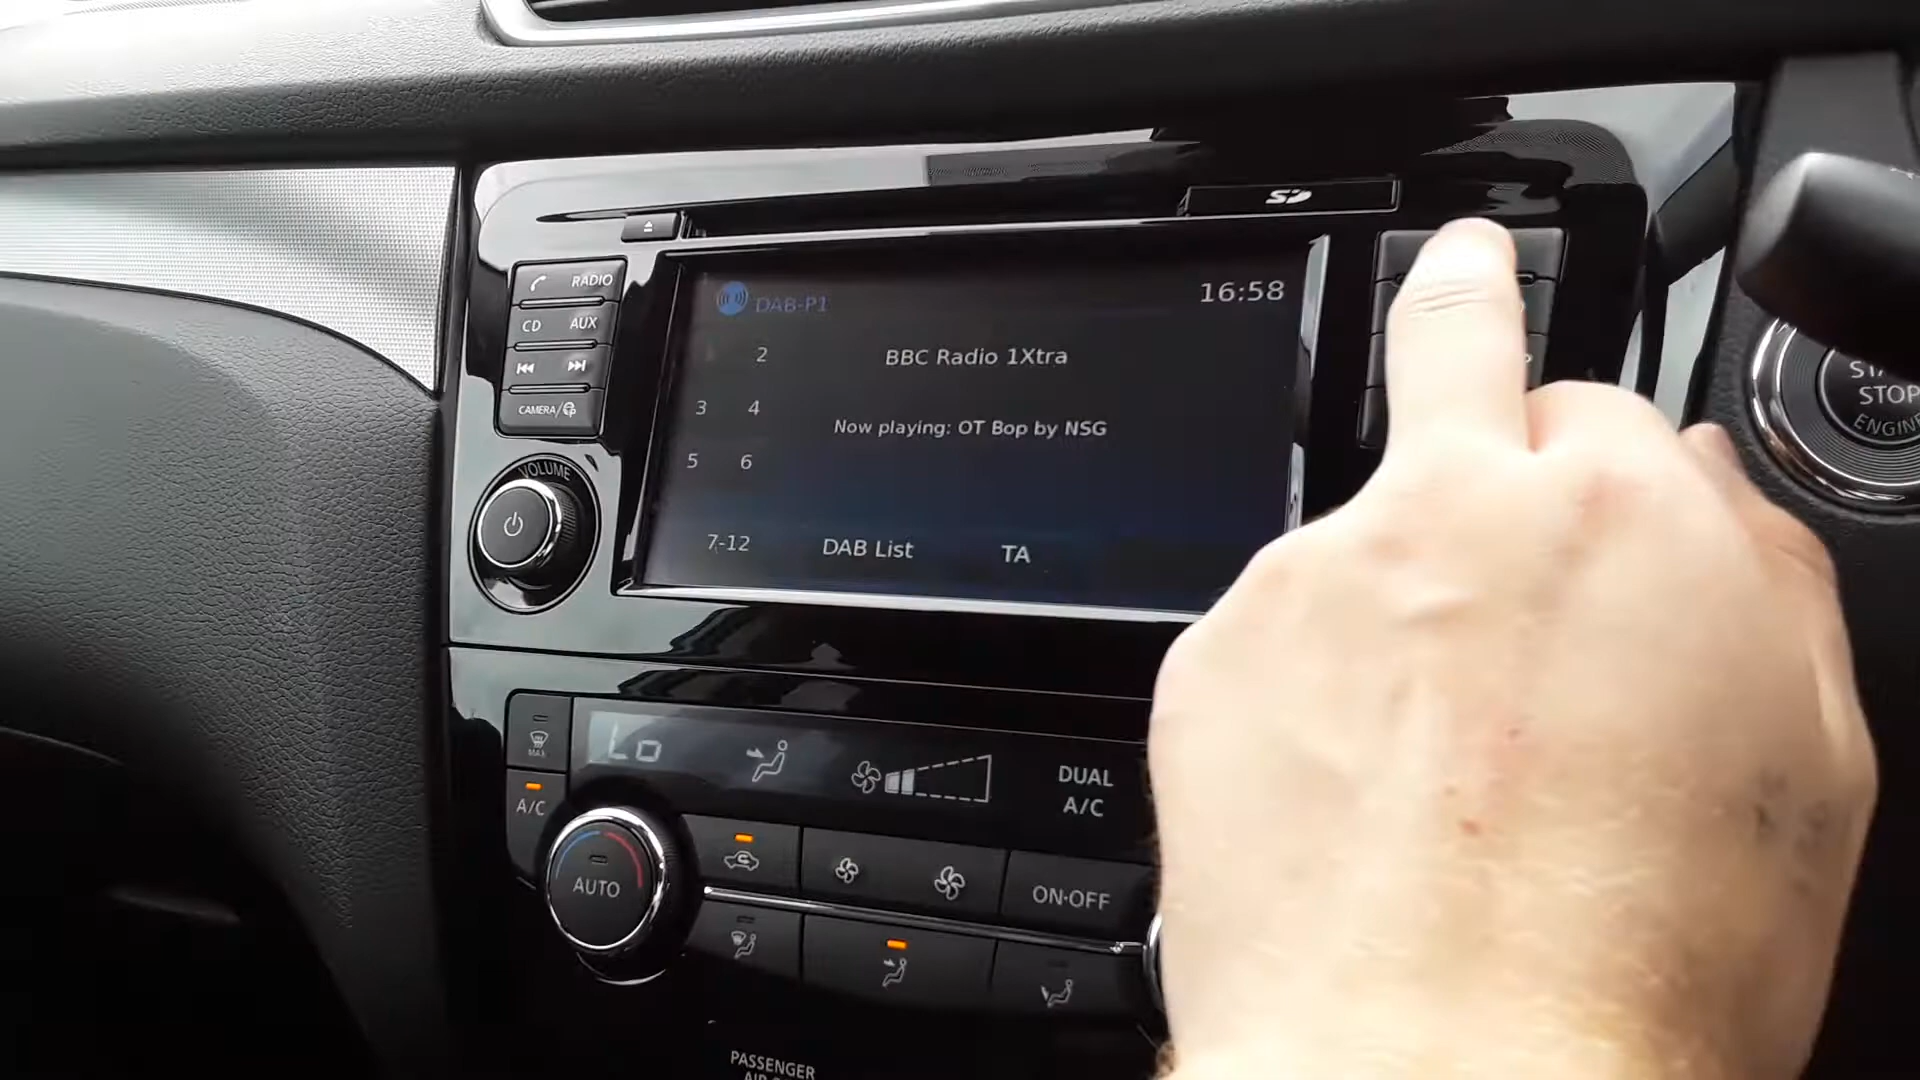 SD
RADIO
CD AUX
CAMERA/
VOLUME
DAB-P1
16:58
2
BBC Radio 1Xtra
3 4
Now playing: OT Bop by NSG
5 6
7-12 DAB List TA
STOP
ENGINE
MAX
Lo
DUAL
A/C
A/C
AUTO
ON·OFF
PASSENGER